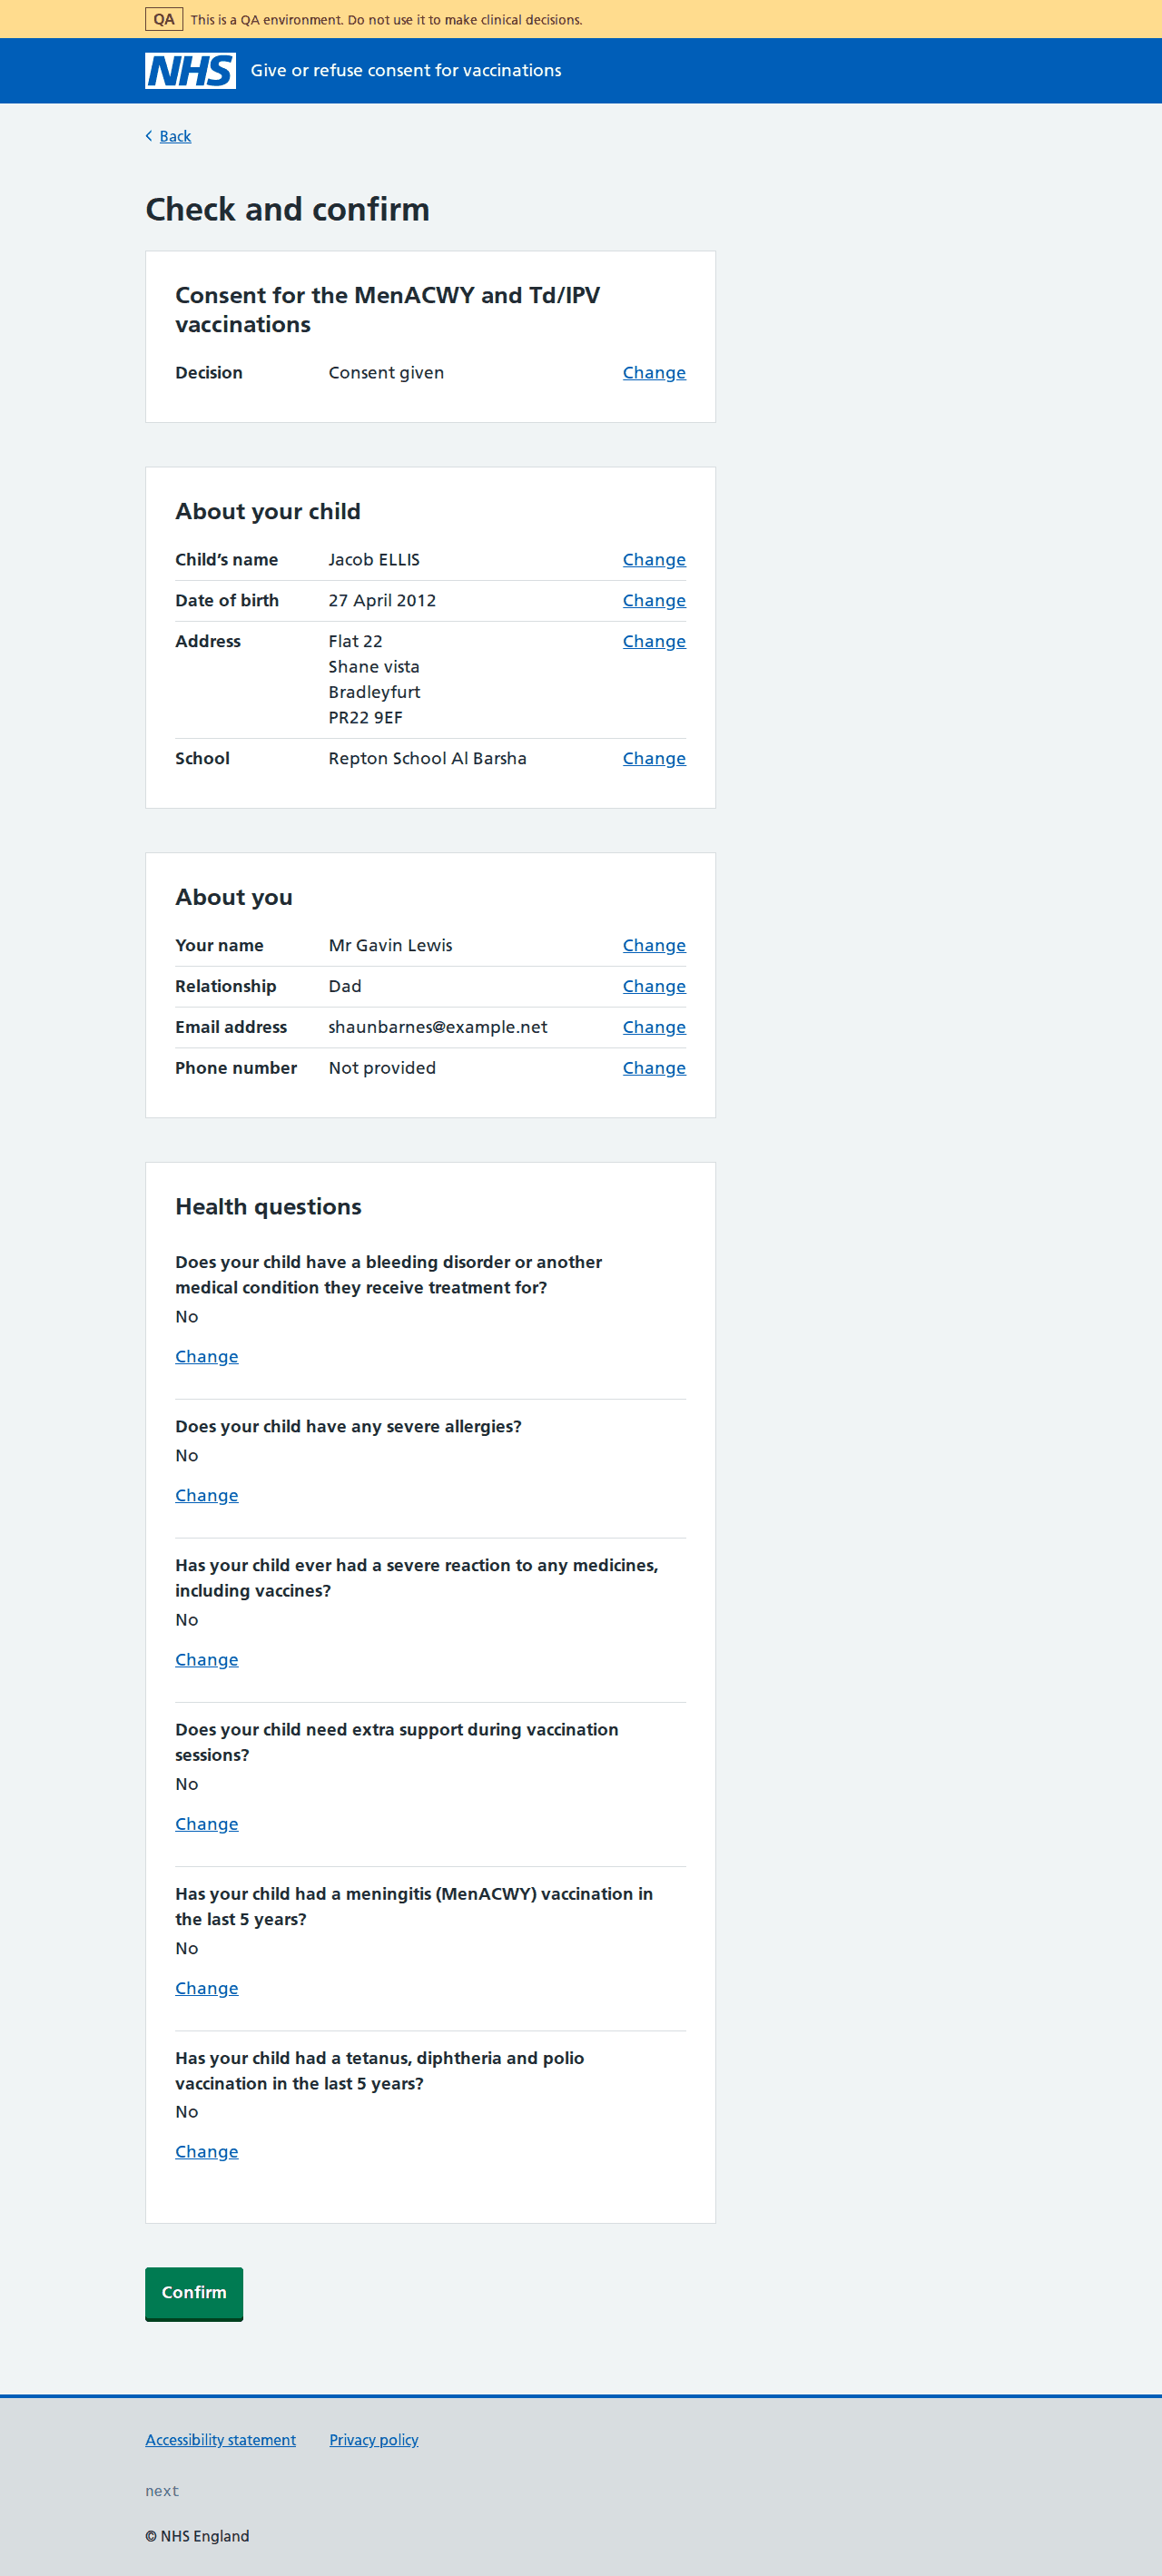 QA This is a QA environment. Do not use it to make clinical decisions.
NHS Give or refuse consent for vaccinations
Back
Check and confirm
Consent for the MenACWY and Td/IPV
vaccinations
Decision Consent given Change
About your child
Child’s name Jacob ELLIS Change
Date of birth 27 April 2012 Change
Address Flat 22 Change
Shane vista
Bradleyfurt
PR22 9EF
School Repton School Al Barsha Change
About you
Your name Mr Gavin Lewis Change
Relationship Dad Change
Email address shaunbarnes@example.net Change
Phone number Not provided Change
Health questions
Does your child have a bleeding disorder or another
medical condition they receive treatment for?
No
Change
Does your child have any severe allergies?
No
Change
Has your child ever had a severe reaction to any medicines,
including vaccines?
No
Change
Does your child need extra support during vaccination
sessions?
No
Change
Has your child had a meningitis (MenACWY) vaccination in
the last 5 years?
No
Change
Has your child had a tetanus, diphtheria and polio
vaccination in the last 5 years?
No
Change
Confirm
Accessibility statement Privacy policy
next
© NHS England